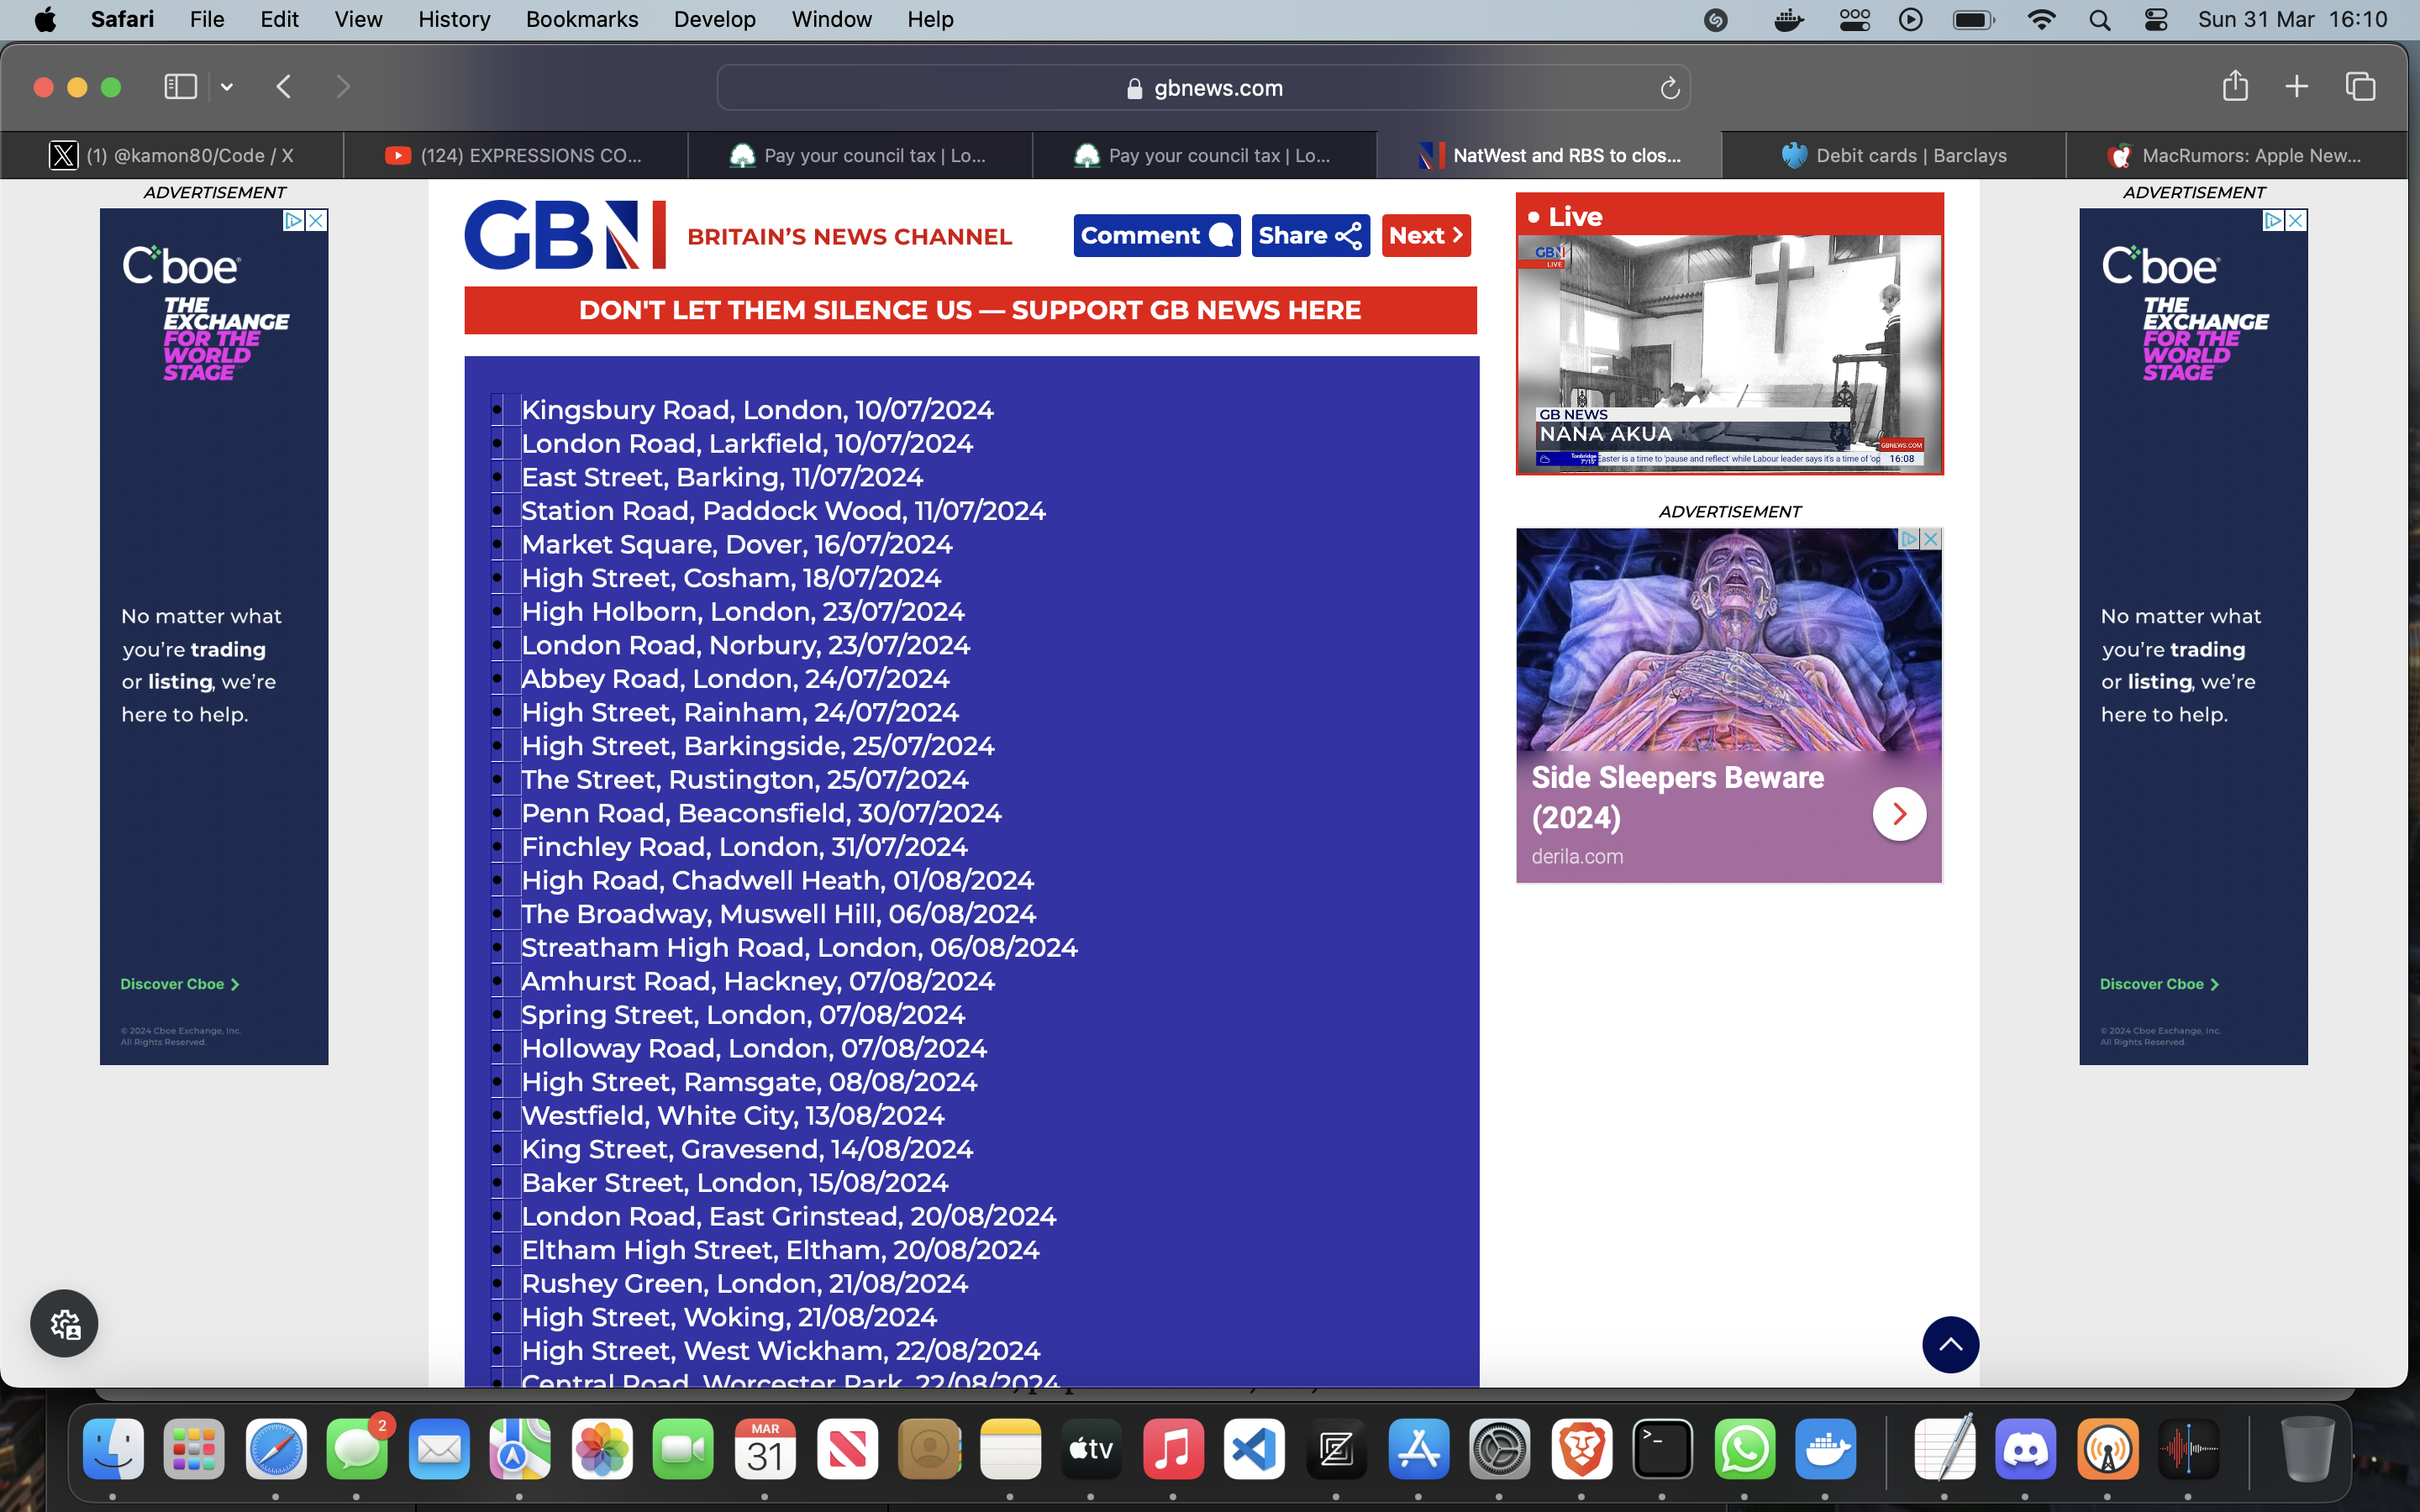 Safari File Edit View History Bookmarks Develop Window Help Sun 31 Mar 16:10
gbnews.com
(1) @kamon80/Code / X
(124) EXPRESSIONS CO...
Pay your council tax | Lo...
Pay your council tax | Lo...
NatWest and RBS to clos...
Debit cards | Barclays
MacRumors: Apple New...
ADVERTISEMENT
Cboe
THE
EXCHANGE
FOR THE
WORLD
STAGE
No matter what
you're trading
or listing, we're
here to help.
Discover Cboe
© 2024 Cboe Exchange, Inc.
All Rights Reserved.
GBN
BRITAIN'S NEWS CHANNEL
Comment
Share
Next
DON'T LET THEM SILENCE US — SUPPORT GB NEWS HERE
Kingsbury Road, London, 10/07/2024
London Road, Larkfield, 10/07/2024
East Street, Barking, 11/07/2024
Station Road, Paddock Wood, 11/07/2024
Market Square, Dover, 16/07/2024
High Street, Cosham, 18/07/2024
High Holborn, London, 23/07/2024
London Road, Norbury, 23/07/2024
Abbey Road, London, 24/07/2024
High Street, Rainham, 24/07/2024
High Street, Barkingside, 25/07/2024
The Street, Rustington, 25/07/2024
Penn Road, Beaconsfield, 30/07/2024
Finchley Road, London, 31/07/2024
High Road, Chadwell Heath, 01/08/2024
The Broadway, Muswell Hill, 06/08/2024
Streatham High Road, London, 06/08/2024
Amhurst Road, Hackney, 07/08/2024
Spring Street, London, 07/08/2024
Holloway Road, London, 07/08/2024
High Street, Ramsgate, 08/08/2024
Westfield, White City, 13/08/2024
King Street, Gravesend, 14/08/2024
Baker Street, London, 15/08/2024
London Road, East Grinstead, 20/08/2024
Eltham High Street, Eltham, 20/08/2024
Rushey Green, London, 21/08/2024
High Street, Woking, 21/08/2024
High Street, West Wickham, 22/08/2024
Central Road, Worcester Park, 22/08/2024
Live
GBN
LIVE
GB NEWS
NANA AKUA
GBNEWS.COM
Tonbridge
Easter is a time to 'pause and reflect' while Labour leader says it's a time of 'op
16:08
ADVERTISEMENT
Side Sleepers Beware
(2024)
derila.com
ADVERTISEMENT
Cboe
THE
EXCHANGE
FOR THE
WORLD
STAGE
No matter what
you're trading
or listing, we're
here to help.
Discover Cboe
© 2024 Cboe Exchange, Inc.
All Rights Reserved.
2
MAR
31
tv